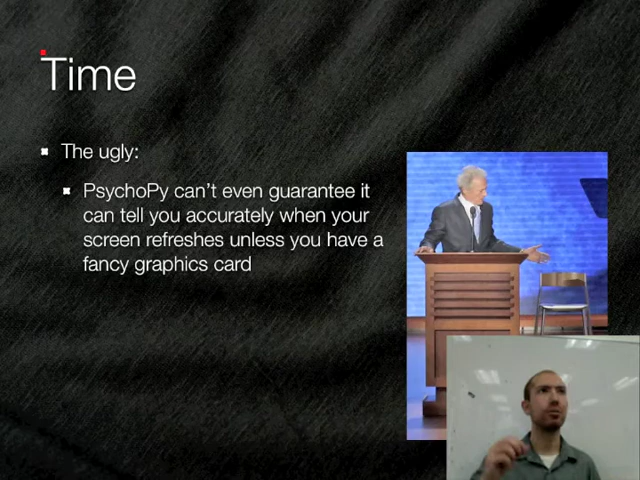 Time
The ugly:
PsychoPy can't even guarantee it
can tell you accurately when your
screen refreshes unless you have a
fancy graphics card